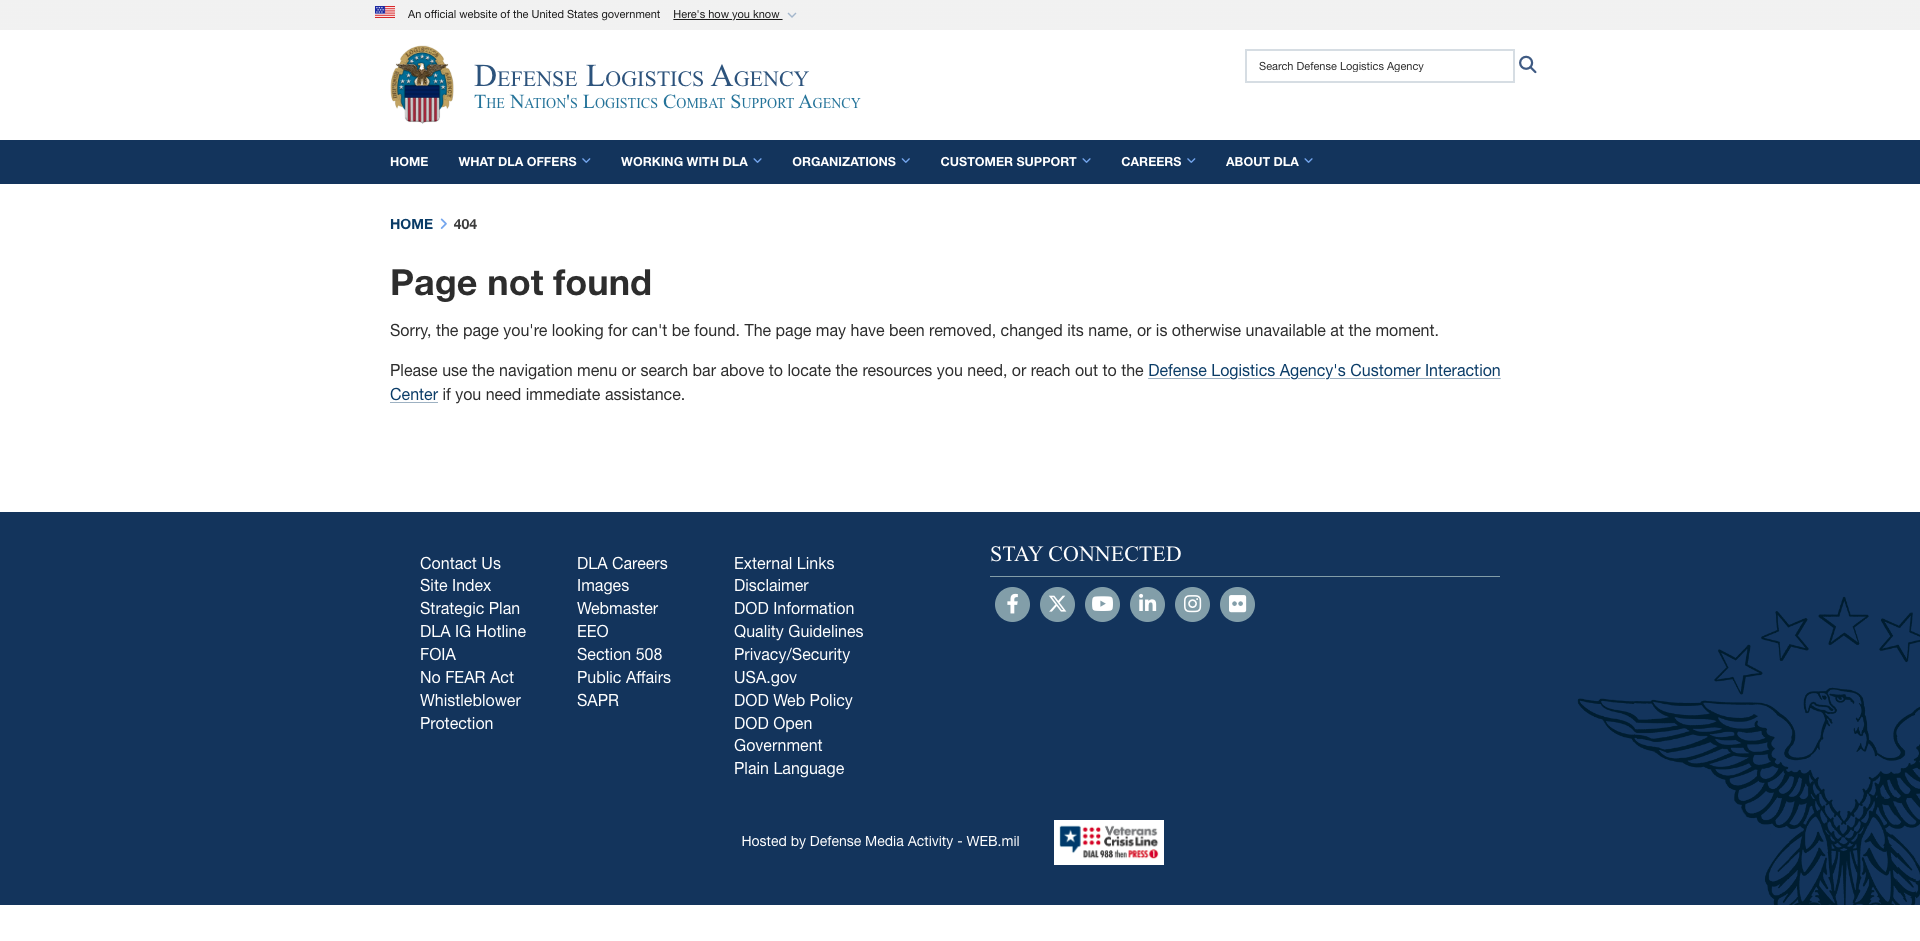 An official website of the United States government Here's how you know
DEFENSE LOGISTICS AGENCY
THE NATION'S LOGISTICS COMBAT SUPPORT AGENCY
Search Defense Logistics Agency
HOME WHAT DLA OFFERS WORKING WITH DLA ORGANIZATIONS CUSTOMER SUPPORT CAREERS ABOUT DLA
HOME 404
Page not found
Sorry, the page you're looking for can't be found. The page may have been removed, changed its name, or is otherwise unavailable at the moment.
Please use the navigation menu or search bar above to locate the resources you need, or reach out to the Defense Logistics Agency's Customer Interaction
Center if you need immediate assistance.
Contact Us
Site Index
Strategic Plan
DLA IG Hotline
FOIA
No FEAR Act
Whistleblower
Protection
DLA Careers
Images
Webmaster
EEO
Section 508
Public Affairs
SAPR
External Links
Disclaimer
DOD Information
Quality Guidelines
Privacy/Security
USA.gov
DOD Web Policy
DOD Open
Government
Plain Language
STAY CONNECTED
Hosted by Defense Media Activity - WEB.mil
Veterans
Crisis Line
DIAL 988 then PRESS 1